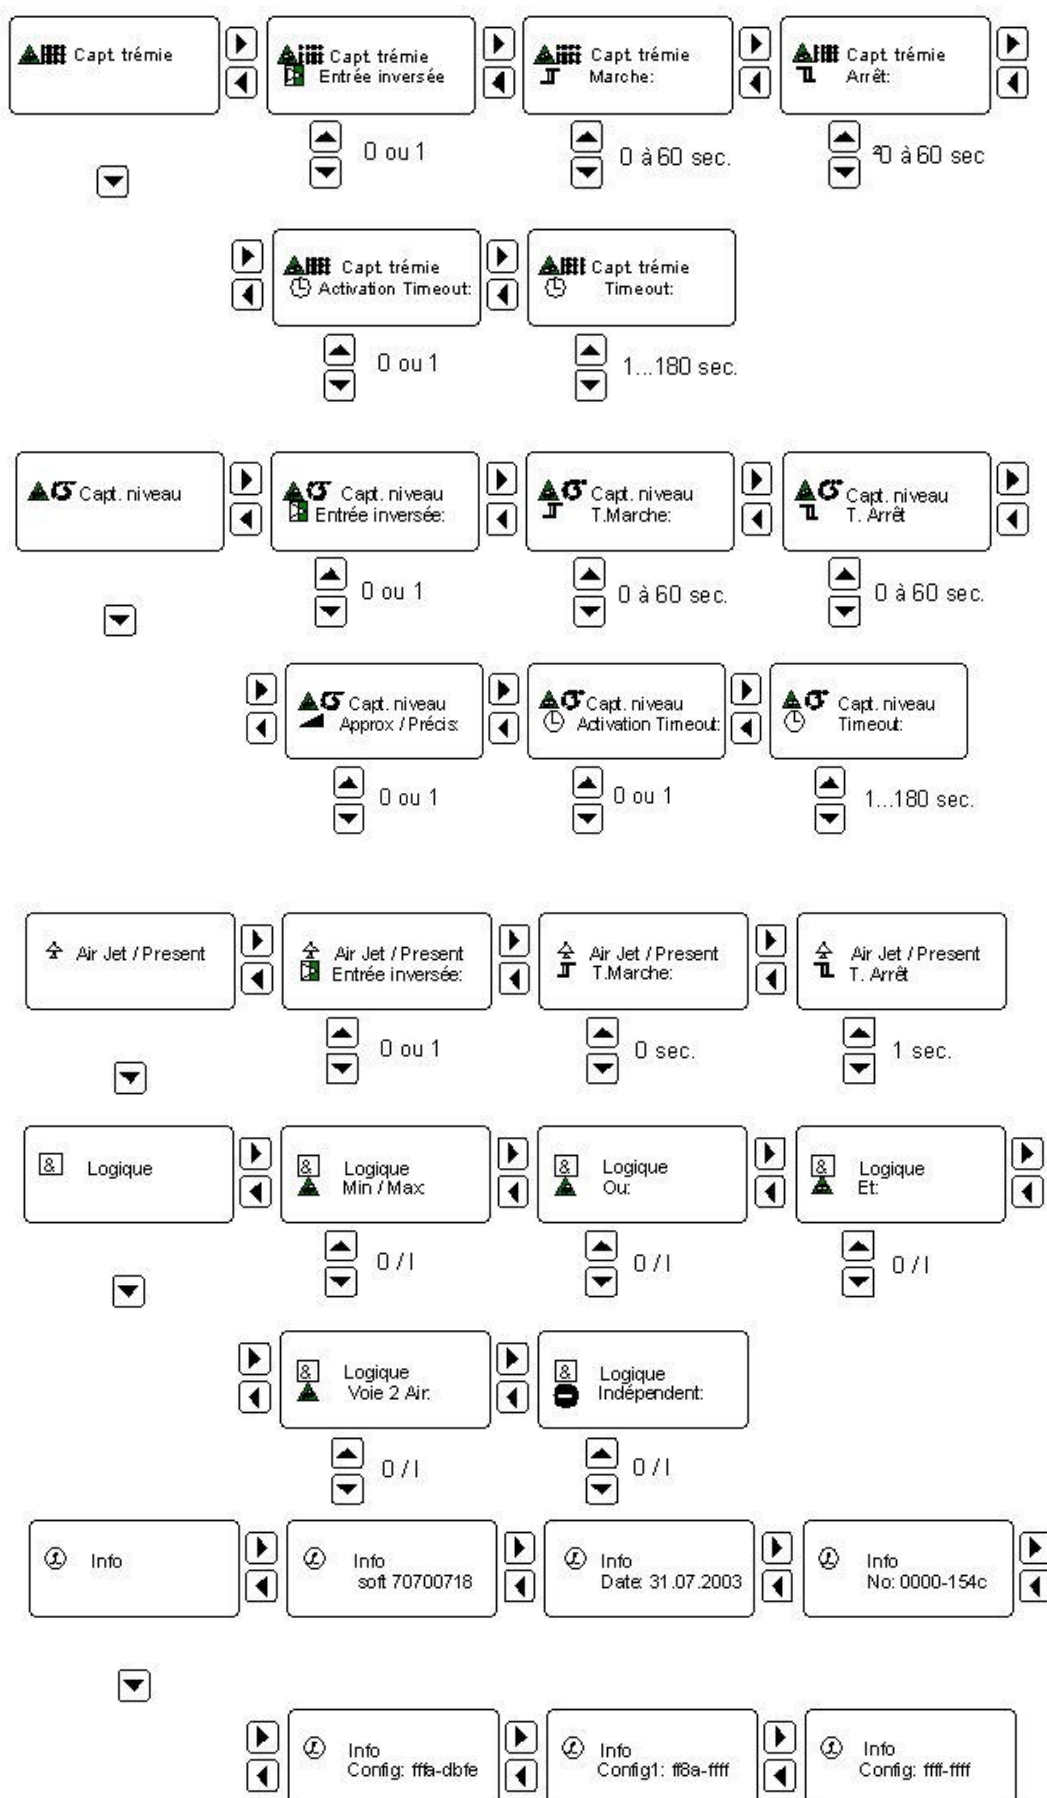 Capt. trémie
Capt. trémie
Entrée inversée
Capt. trémie
Marche:
Capt. trémie
Arrêt:
0 ou 1
0 à 60 sec.
²0 à 60 sec
Capt. trémie
Activation Timeout:
Capt. trémie
Timeout:
0 ou 1
1...180 sec.
Capt. niveau
Capt. niveau
Entrée inversée:
Capt. niveau
T.Marche:
Capt. niveau
T. Arrêt
0 ou 1
0 à 60 sec.
0 à 60 sec.
Capt. niveau
Approx / Précis:
Capt. niveau
Activation Timeout:
Capt. niveau
Timeout:
0 ou 1
0 ou 1
1...180 sec.
Air Jet / Present
Air Jet / Present
Entrée inversée:
Air Jet / Present
T.Marche:
Air Jet / Present
T. Arrêt
0 ou 1
0 sec.
1 sec.
& Logique
& Logique
Min / Max:
& Logique
Ou:
& Logique
Et:
0 / I
0 / I
0 / I
& Logique
Voie 2 Air:
& Logique
Indépendent:
0 / I
0 / I
Info
Info
soft 70700718
Info
Date: 31.07.2003
Info
No: 0000-154c
Info
Config: fffa-dbfe
Info
Config1: ff8a-ffff
Info
Config: ffff-ffff